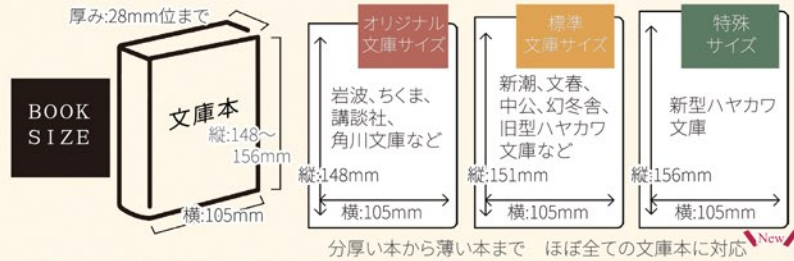 厚み:28mm位まで
BOOK
SIZE
文庫本
縦:148〜
156mm
横:105mm
オリジナル
文庫サイズ
岩波、ちくま、
講談社、
角川文庫など
縦:148mm
横:105mm
標準
文庫サイズ
新潮、文春、
中公、幻冬舎、
旧型ハヤカワ
文庫など
縦:151mm
横:105mm
特殊
サイズ
新型ハヤカワ
文庫
縦:156mm
横:105mm
分厚い本から薄い本まで ほぼ全ての文庫本に対応
New